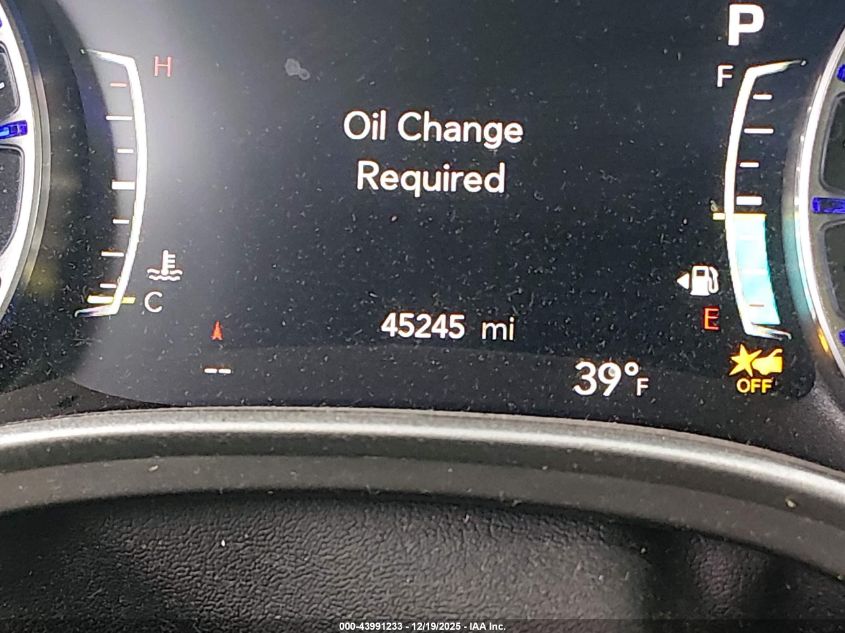 P
H
F
Oil Change
Required
C
E
45245 mi
--
39°F
OFF
000-43991233 - 12/19/2025 - IAA Inc.